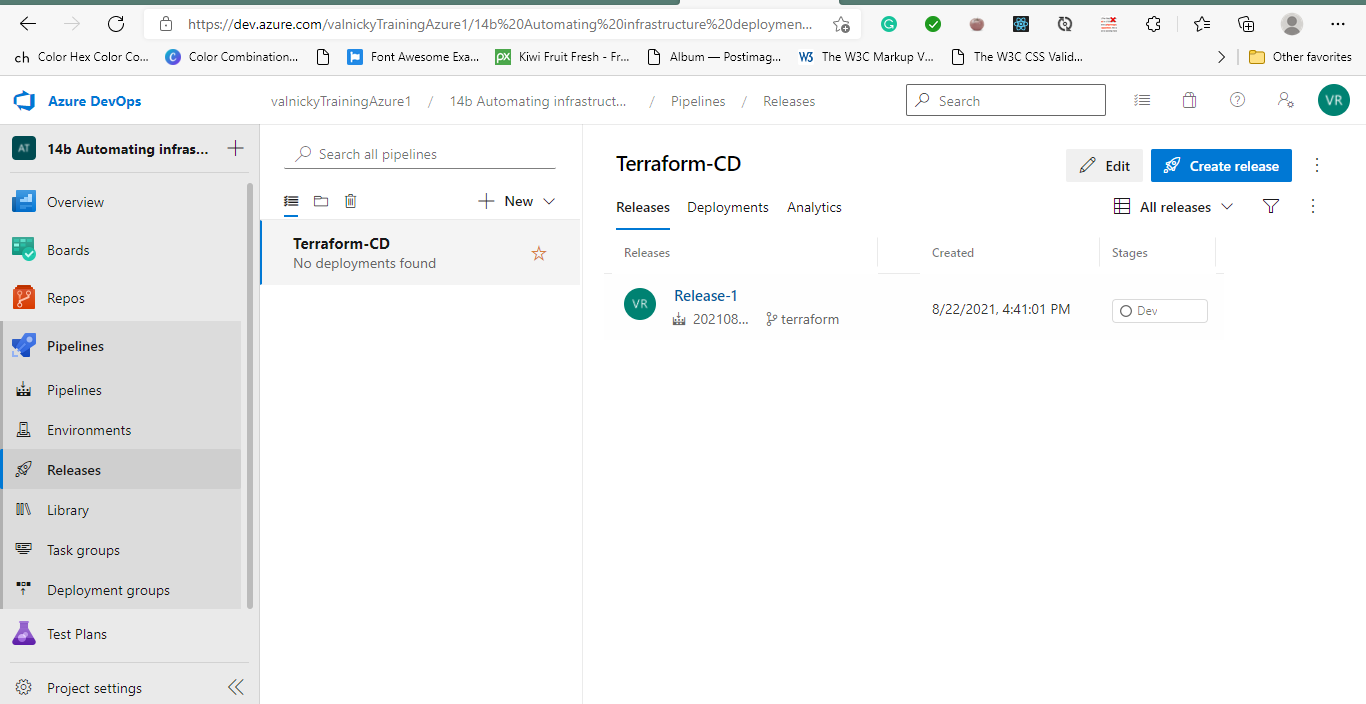 https://dev.azure.com/valnickyTrainingAzure1/14b%20Automating%20infrastructure%20deploymen...
ch Color Hex Color Co...
Color Combination...
Font Awesome Exa...
px Kiwi Fruit Fresh - Fr...
Album — Postimag...
W3 The W3C Markup V...
The W3C CSS Valid...
Other favorites
Azure DevOps
valnickyTrainingAzure1 / 14b Automating infrastruct... / Pipelines / Releases
Search
VR
AT 14b Automating infras...
Overview
Boards
Repos
Pipelines
Pipelines
Environments
Releases
Library
Task groups
Deployment groups
Test Plans
Project settings
Search all pipelines
New
Terraform-CD
No deployments found
Terraform-CD
Edit
Create release
Releases Deployments Analytics
All releases
Releases Created Stages
VR
Release-1
202108... terraform
8/22/2021, 4:41:01 PM
Dev